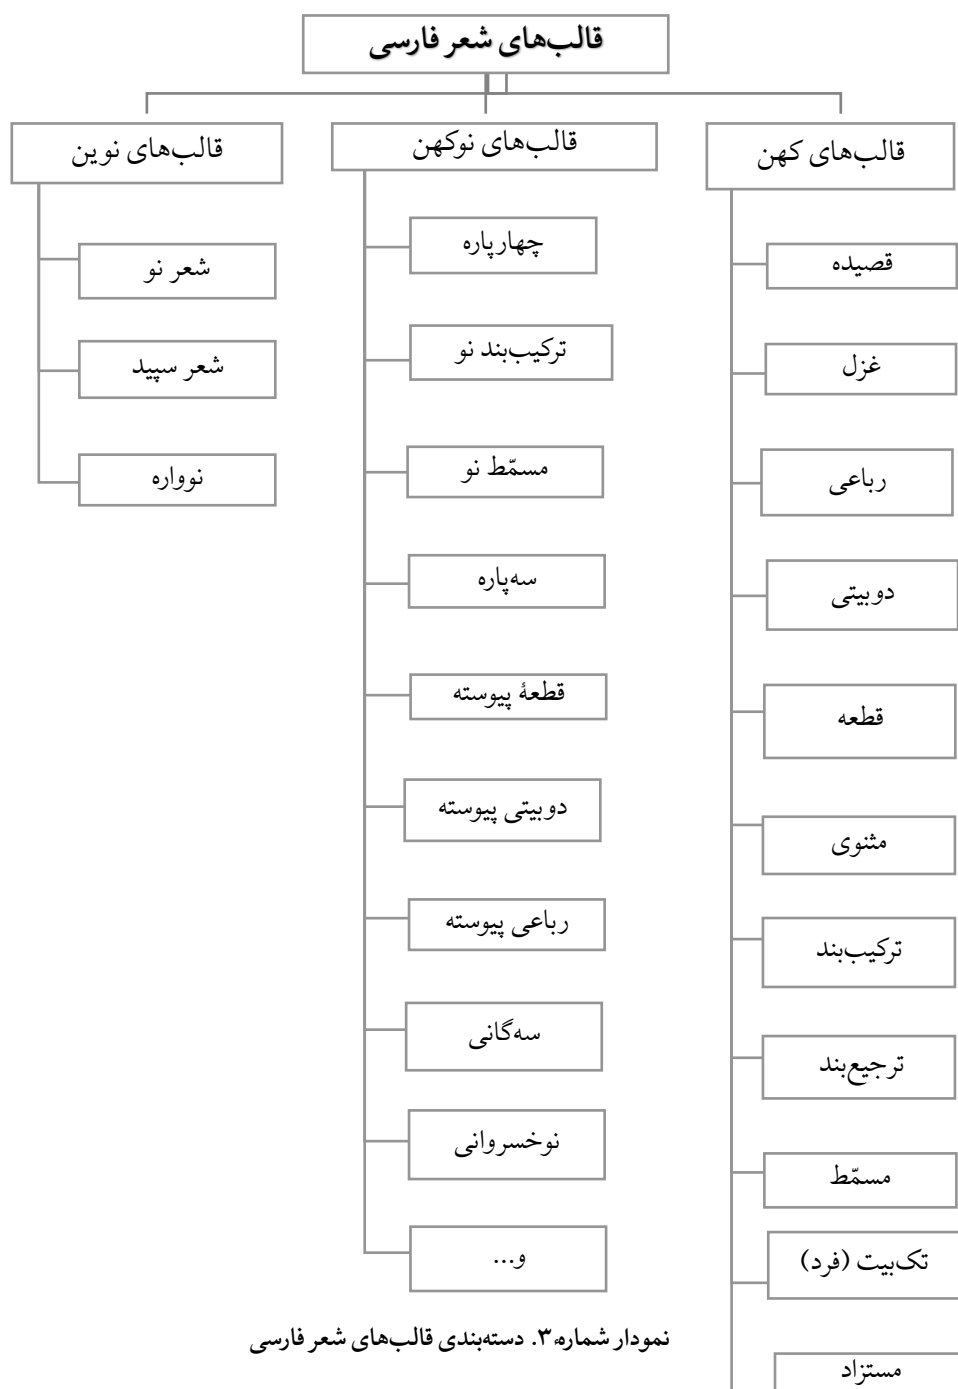 قالب‌های شعر فارسی
قالب‌های کهن
قصیده
غزل
رباعی
دوبیتی
قطعه
مثنوی
ترکیب‌بند
ترجیع‌بند
مسمّط
تک‌بیت (فرد)
مستزاد
قالب‌های نوکهن
چهارپاره
ترکیب‌بند نو
مسمّط نو
سه‌پاره
قطعهٔ پیوسته
دوبیتی پیوسته
رباعی پیوسته
سه‌گانی
نوخسروانی
و...
قالب‌های نوین
شعر نو
شعر سپید
نوواره
نمودار شماره۳. دسته‌بندی قالب‌های شعر فارسی